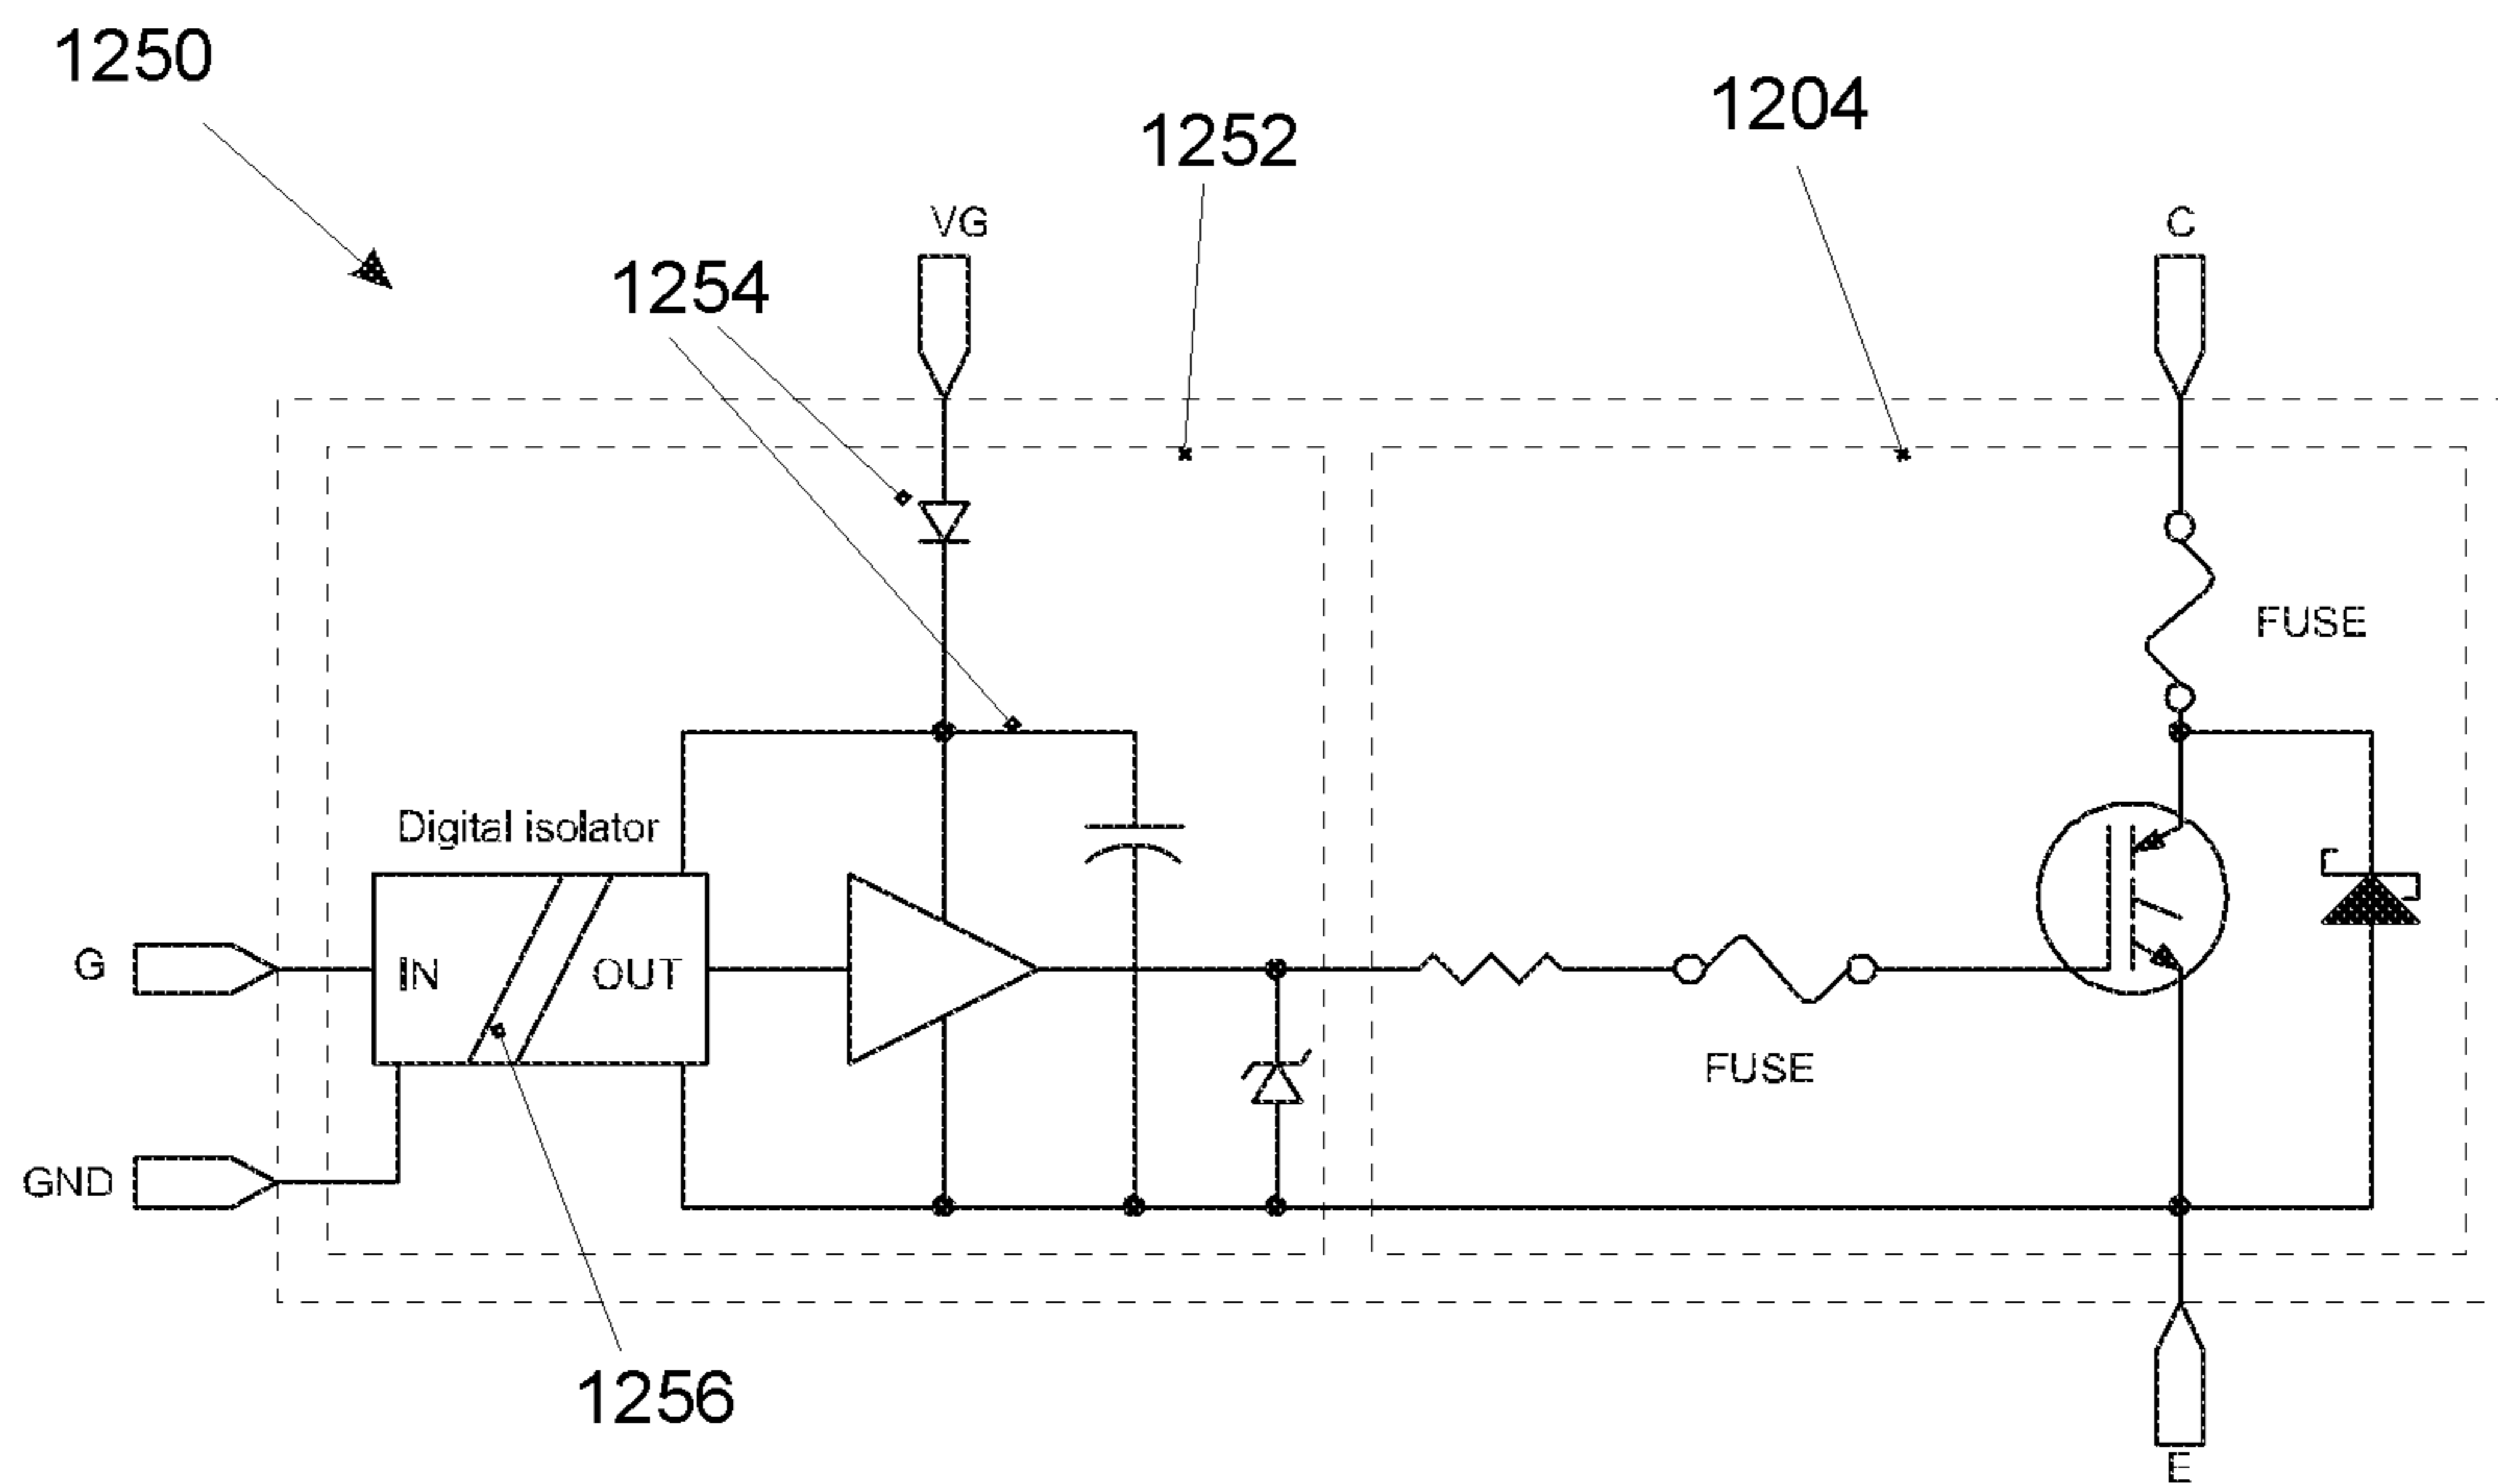 1250
1204
1252
VG
C
1254
FUSE
Digital isolator
G
IN
OUT
FUSE
GND
1256
E